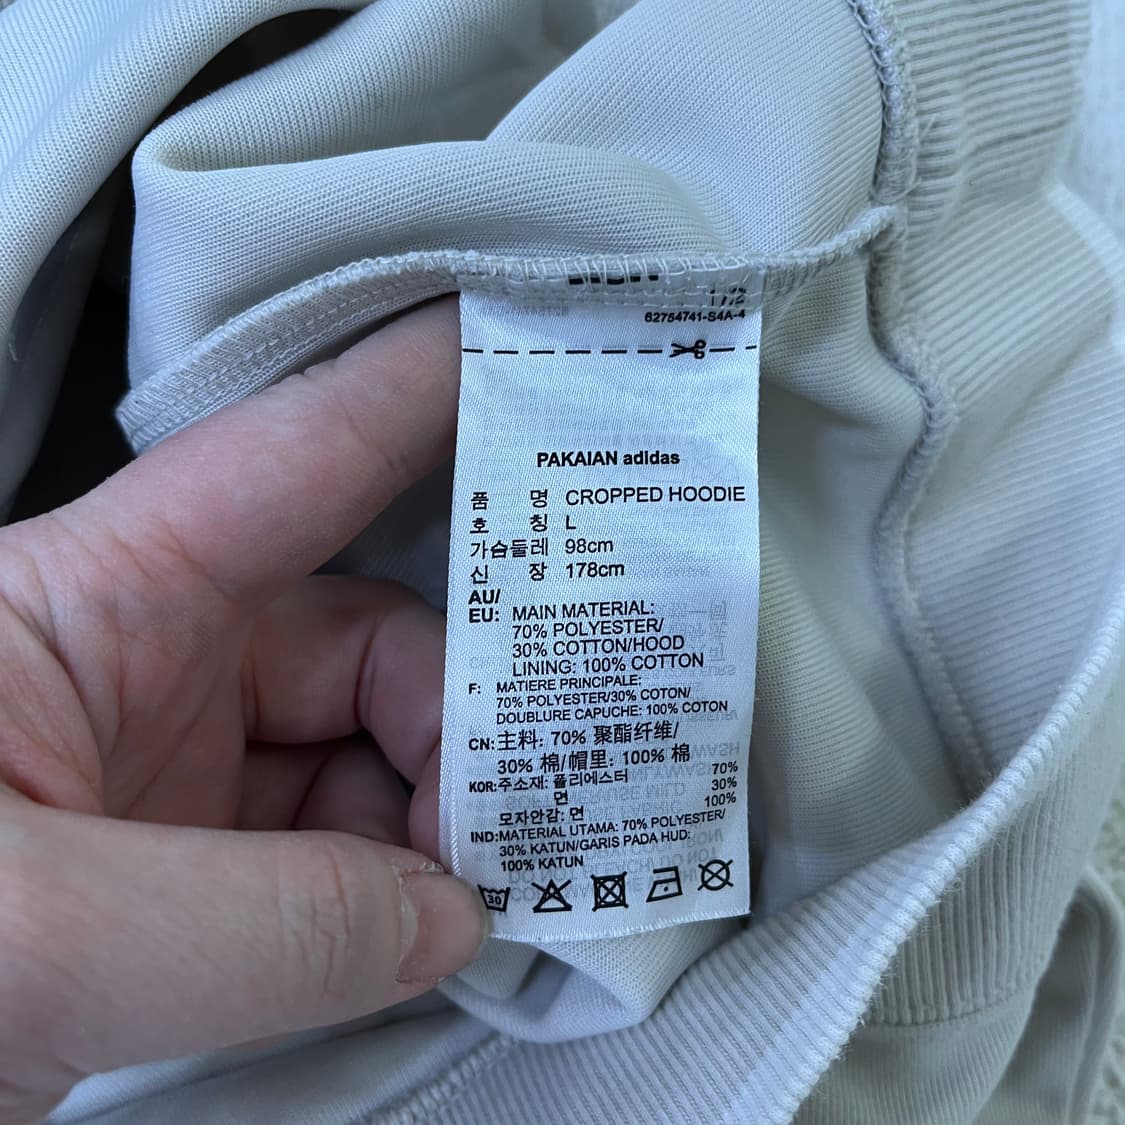 62754741-S4A-4
PAKAIAN adidas
품 명 CROPPED HOODIE
호 칭 L
가슴둘레 98cm
신 장 178cm
AU/
EU: MAIN MATERIAL:
70% POLYESTER/
30% COTTON/HOOD
LINING: 100% COTTON
F: MATIERE PRINCIPALE:
70% POLYESTER/30% COTON/
DOUBLURE CAPUCHE: 100% COTON
CN: 主料: 70% 聚酯纤维/
30% 棉/帽里: 100% 棉
KOR: 주소재: 폴리에스터 70%
면 30%
모자안감: 면 100%
IND: MATERIAL UTAMA: 70% POLYESTER/
30% KATUN/GARIS PADA HUD:
100% KATUN
30